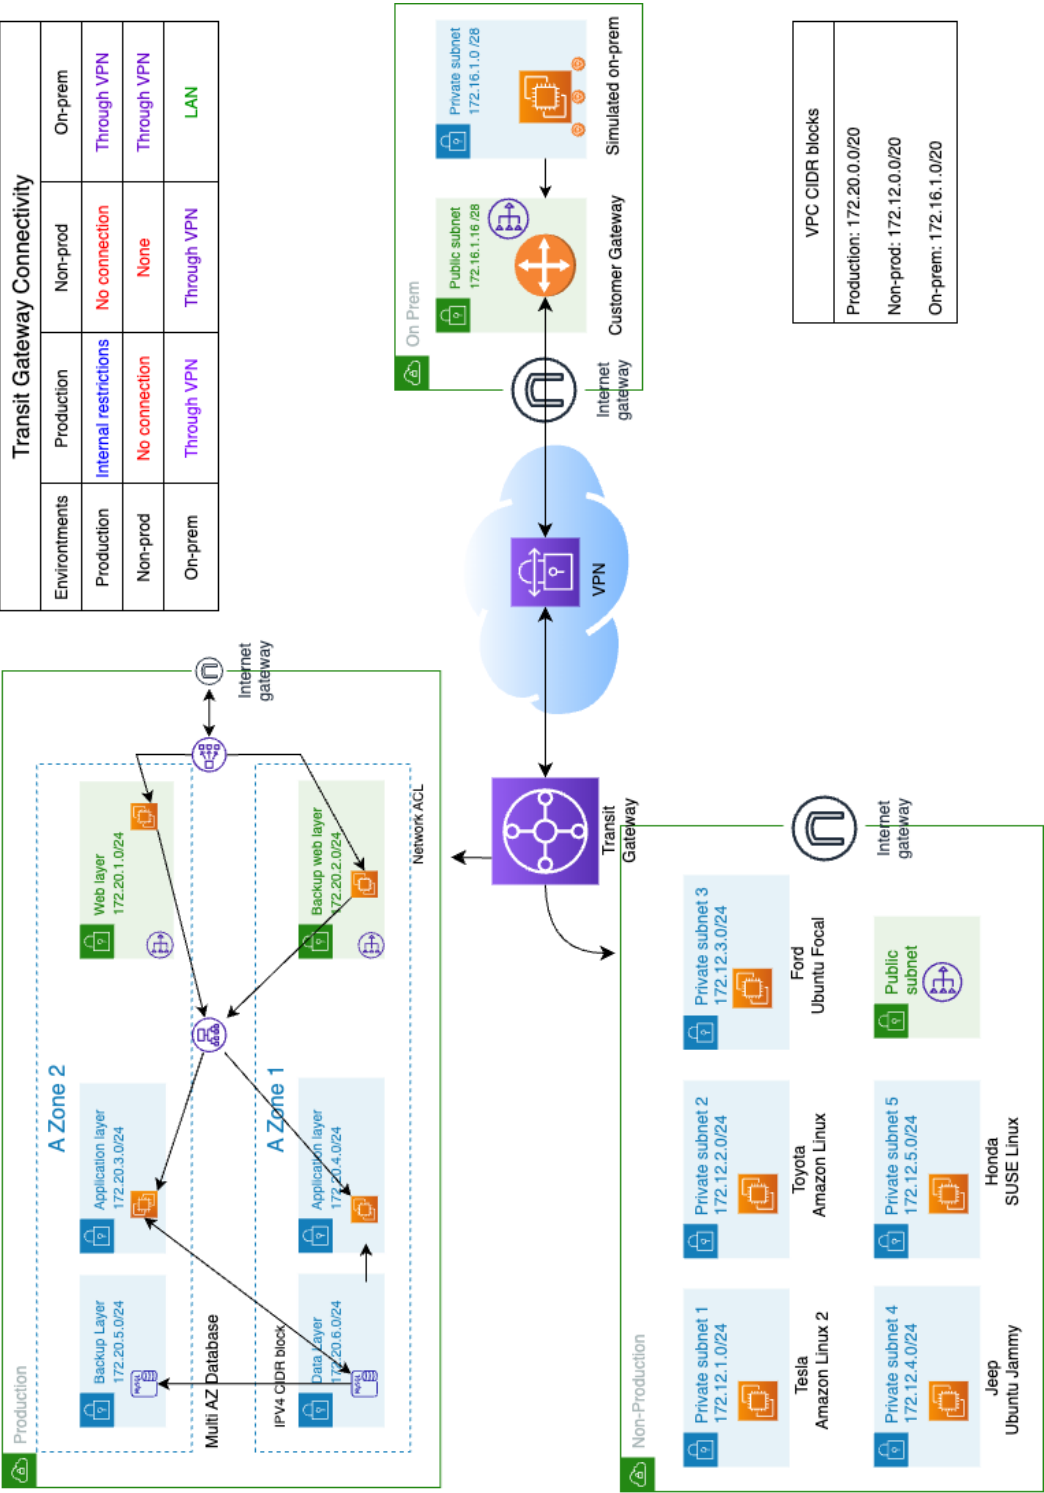 Production
A Zone 2
Backup Layer
172.20.5.0/24
MySQL
Application layer
172.20.3.0/24
Web layer
172.20.1.0/24
Multi AZ Database
IPV4 CIDR block
A Zone 1
Data Layer
172.20.6.0/24
MySQL
Application layer
172.20.4.0/24
Backup web layer
172.20.2.0/24
Network ACL
Internet
gateway
Transit Gateway Connectivity
Environtments
Production
Non-prod
On-prem
Production
Internal restrictions
No connection
Through VPN
Non-prod
No connection
None
Through VPN
On-prem
Through VPN
Through VPN
LAN
Transit
Gateway
VPN
Internet
gateway
On Prem
Public subnet
172.16.1.16 /28
Customer Gateway
Private subnet
172.16.1.0 /28
Simulated on-prem
Non-Production
Private subnet 1
172.12.1.0/24
Tesla
Amazon Linux 2
Private subnet 2
172.12.2.0/24
Toyota
Amazon Linux
Private subnet 3
172.12.3.0/24
Ford
Ubuntu Focal
Private subnet 4
172.12.4.0/24
Jeep
Ubuntu Jammy
Private subnet 5
172.12.5.0/24
Honda
SUSE Linux
Public
subnet
Internet
gateway
VPC CIDR blocks
Production: 172.20.0.0/20
Non-prod: 172.12.0.0/20
On-prem: 172.16.1.0/20